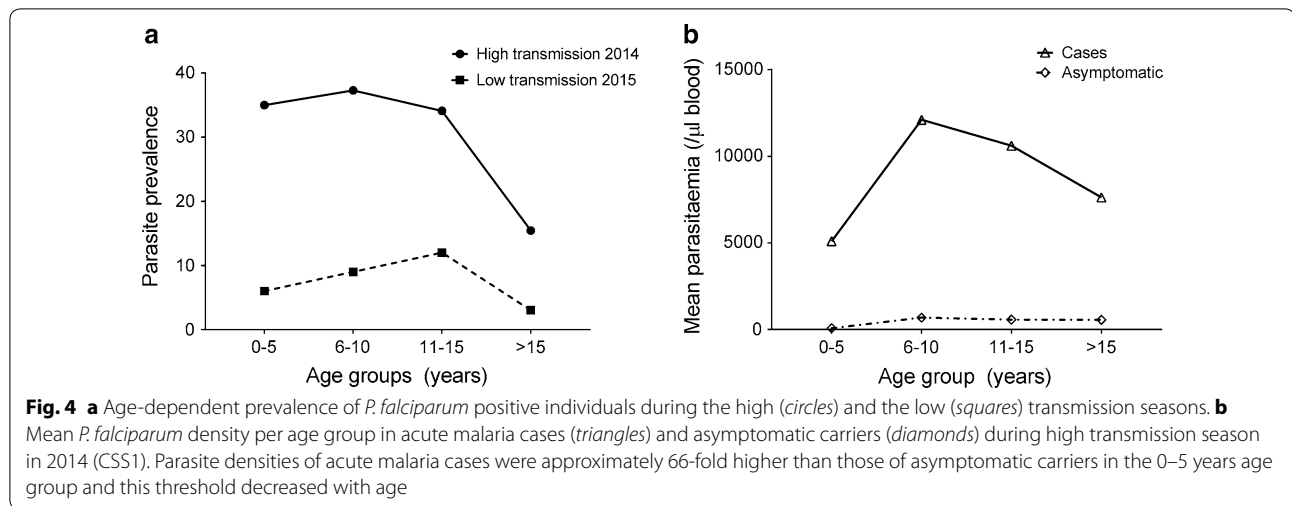 a
High transmission 2014
Low transmission 2015
Parasite prevalence
40
30
20
10
0
0-5
6-10
11-15
>15
Age groups (years)
b
Cases
Asymptomatic
Mean parasitaemia (/µl blood)
15000
10000
5000
0
0-5
6-10
11-15
>15
Age group (years)
Fig. 4 a Age-dependent prevalence of P. falciparum positive individuals during the high (circles) and the low (squares) transmission seasons. b
Mean P. falciparum density per age group in acute malaria cases (triangles) and asymptomatic carriers (diamonds) during high transmission season
in 2014 (CSS1). Parasite densities of acute malaria cases were approximately 66-fold higher than those of asymptomatic carriers in the 0–5 years age
group and this threshold decreased with age